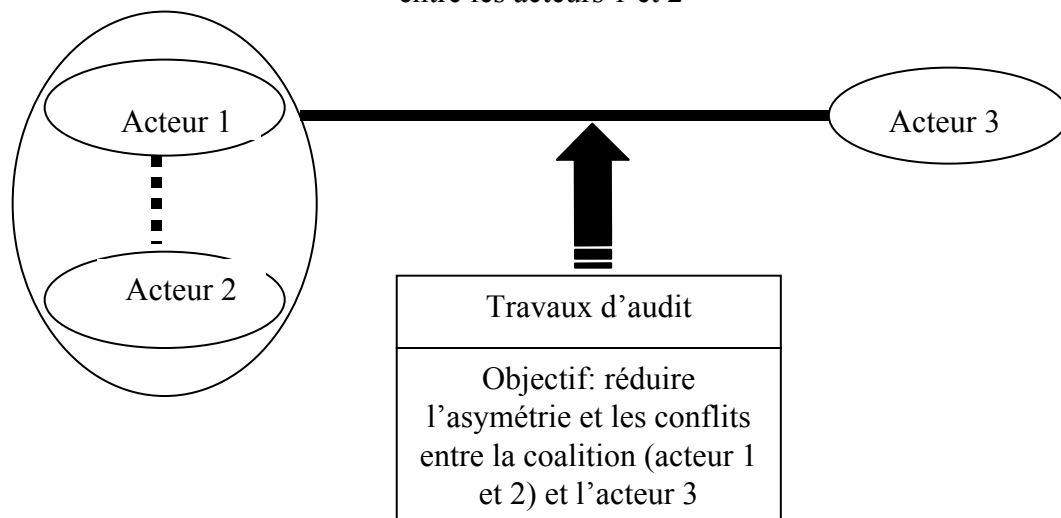 entre les acteurs 1 et 2
Acteur 1
Acteur 3
Acteur 2
Travaux d'audit
Objectif: réduire
l'asymétrie et les conflits
entre la coalition (acteur 1
et 2) et l'acteur 3